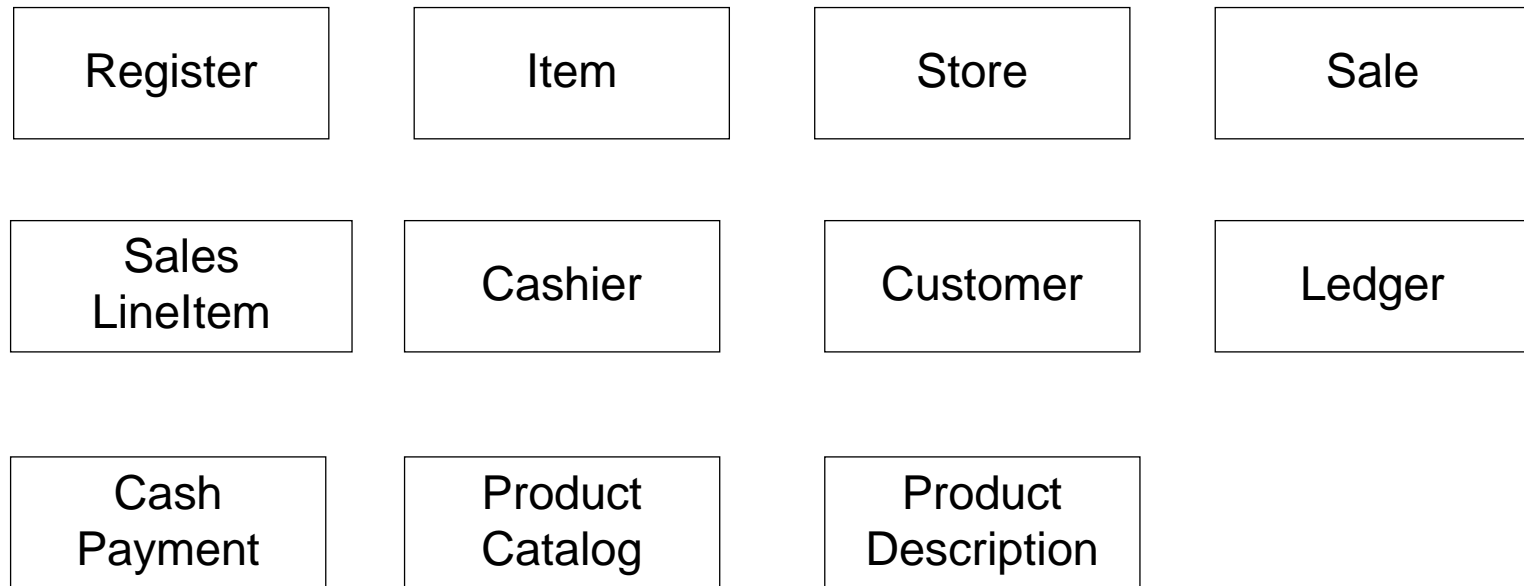 Register
Item
Store
Sale
Sales
LineItem
Cashier
Customer
Ledger
Cash
Payment
Product
Catalog
Product
Description